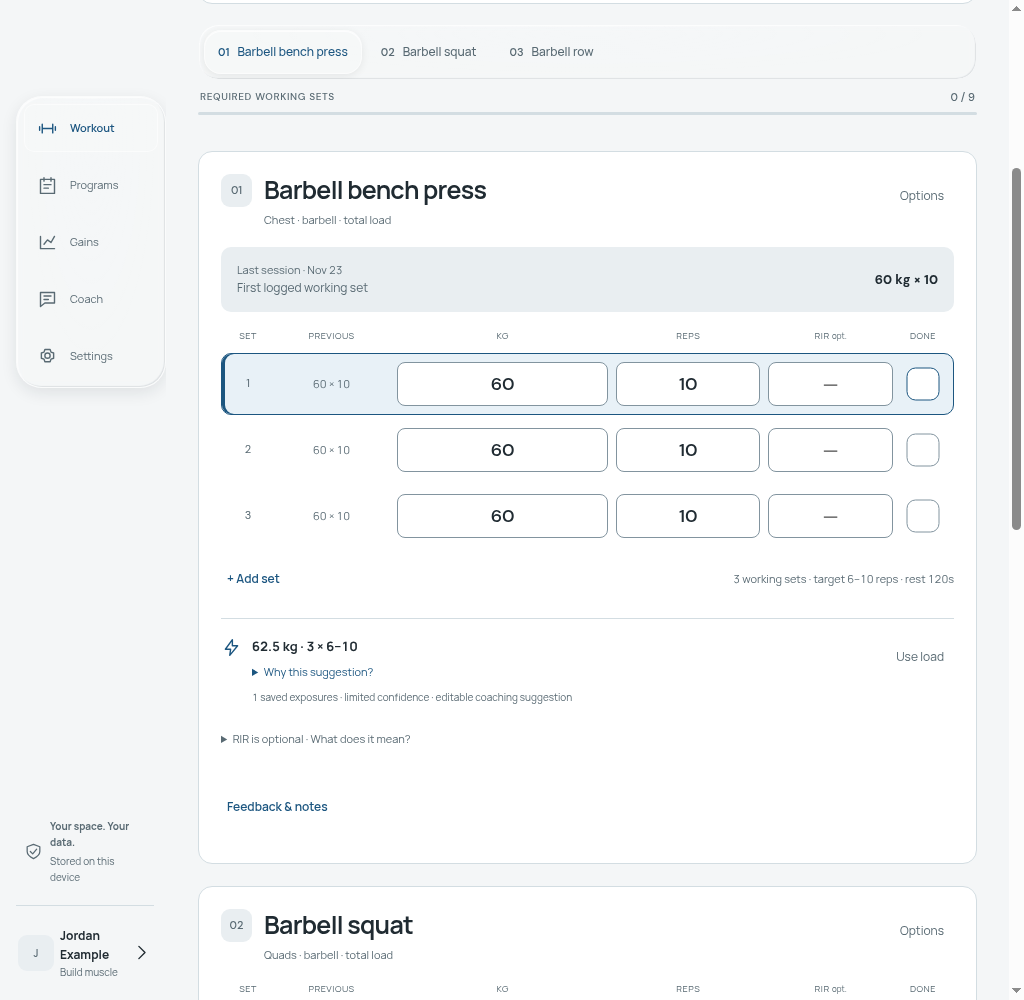 01 Barbell bench press 02 Barbell squat 03 Barbell row
REQUIRED WORKING SETS 0 / 9
Workout
Programs
Gains
Coach
Settings
Your space. Your
data.
Stored on this
device
J
Jordan
Example
Build muscle
01 Barbell bench press
Options
Chest · barbell · total load
Last session · Nov 23
First logged working set
60 kg × 10
SET PREVIOUS KG REPS RIR opt. DONE
1 60 × 10 60 10 —
2 60 × 10 60 10 —
3 60 × 10 60 10 —
+ Add set 3 working sets · target 6–10 reps · rest 120s
62.5 kg · 3 × 6–10
Use load
Why this suggestion?
1 saved exposures · limited confidence · editable coaching suggestion
RIR is optional · What does it mean?
Feedback & notes
02 Barbell squat
Options
Quads · barbell · total load
SET PREVIOUS KG REPS RIR opt. DONE